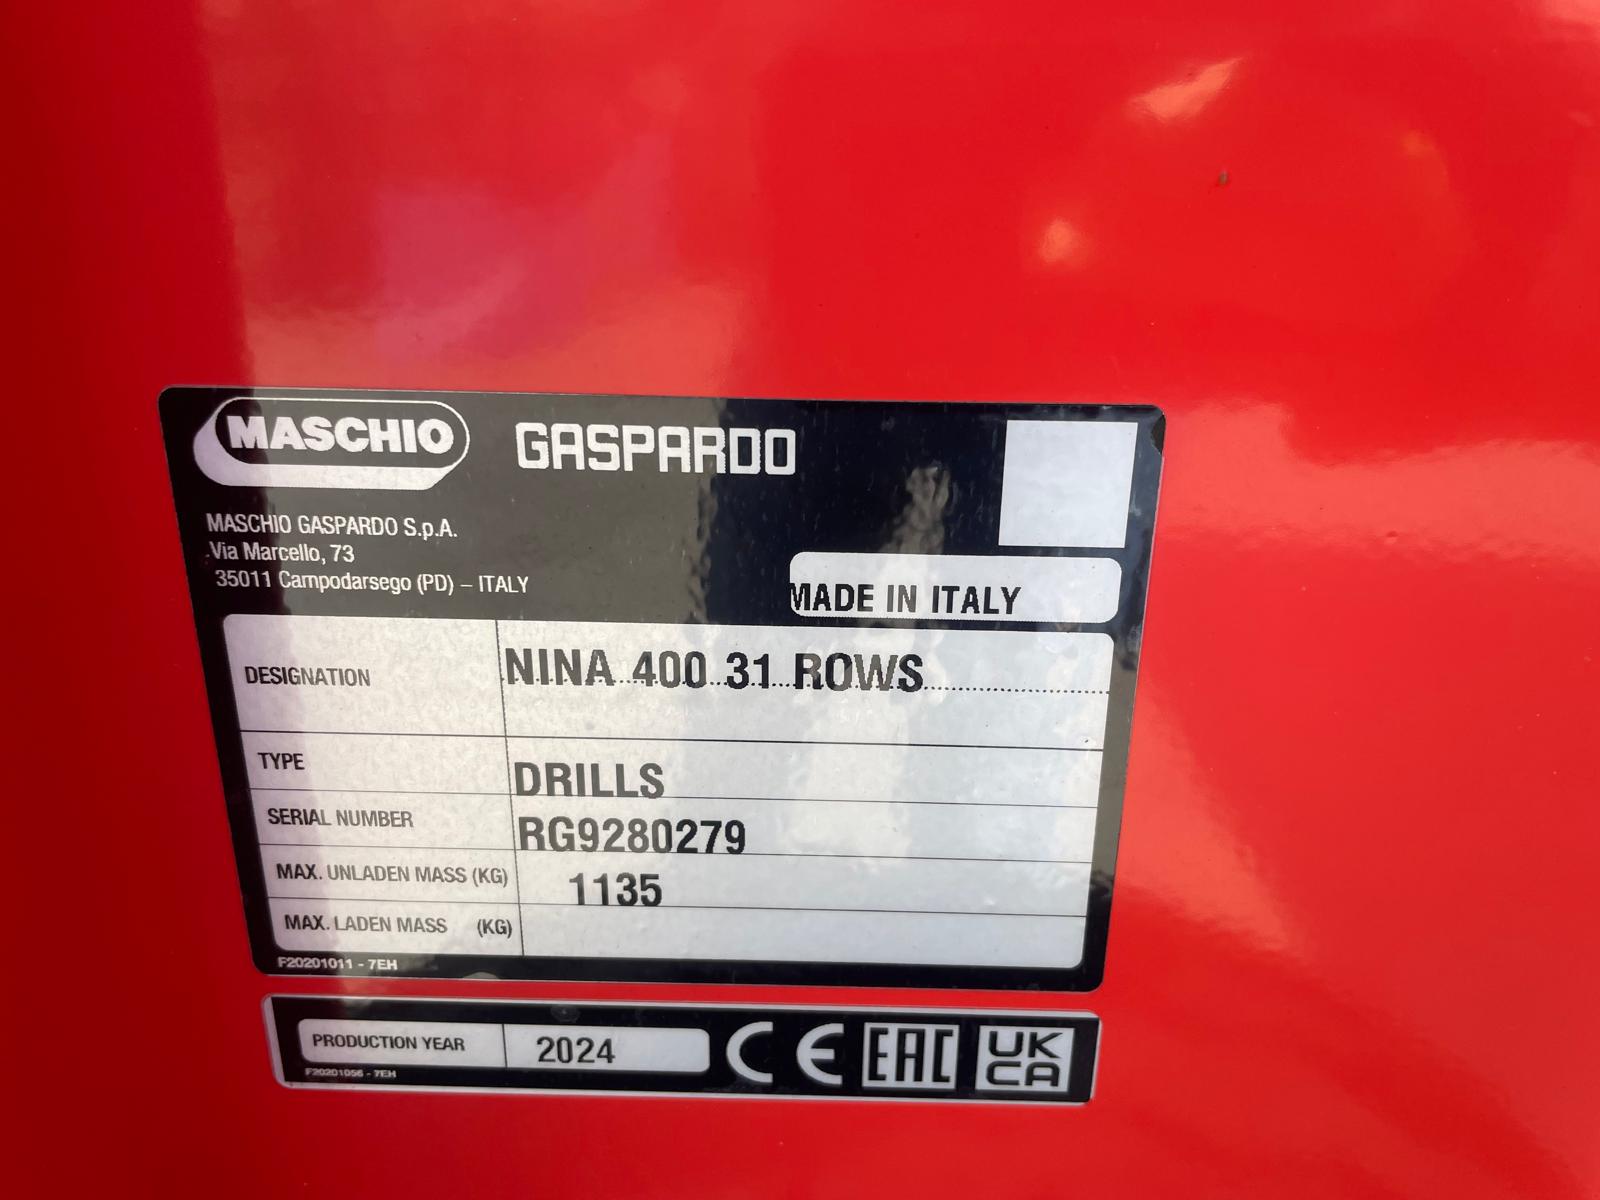 MASCHIO GASPARDO
MASCHIO GASPARDO S.p.A.
Via Marcello, 73
35011 Campodarsego (PD) – ITALY
MADE IN ITALY
DESIGNATION NINA 400 31 ROWS
TYPE DRILLS
SERIAL NUMBER RG9280279
MAX. UNLADEN MASS (KG) 1135
MAX. LADEN MASS (KG)
F20201011 - 7EH
PRODUCTION YEAR 2024 CE EAC UK
CA
F20201056 - 7EH